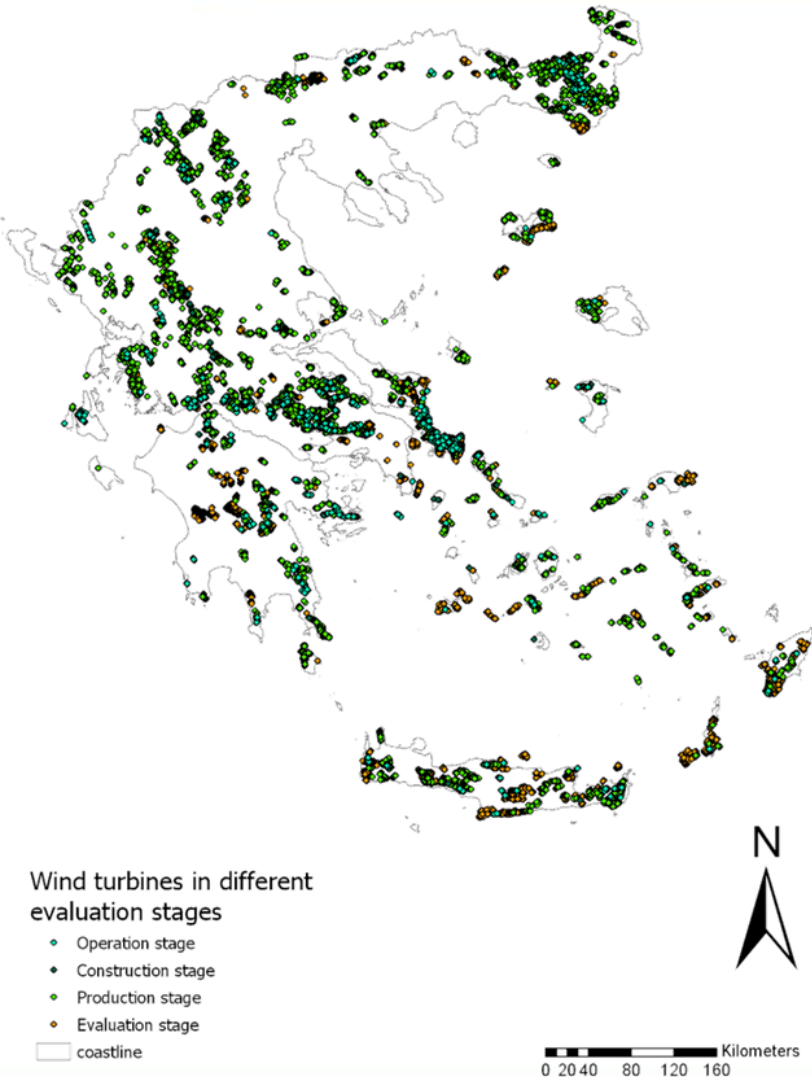 N
Wind turbines in different
evaluation stages
Operation stage
Construction stage
Production stage
Evaluation stage
coastline
Kilometers
0 20 40 80 120 160